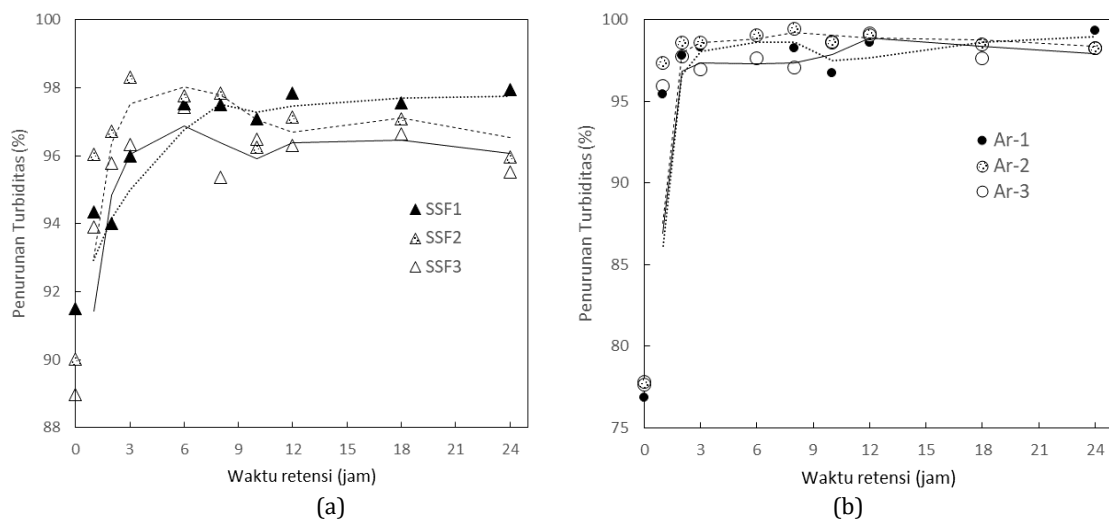 100
98
96
94
92
90
88
Penurunan Turbiditas (%)
SSF1
SSF2
SSF3
0 3 6 9 12 15 18 21 24
Waktu retensi (jam)
(a)
100
95
90
85
80
75
Penurunan Turbiditas (%)
Ar-1
Ar-2
Ar-3
0 3 6 9 12 15 18 21 24
Waktu retensi (jam)
(b)